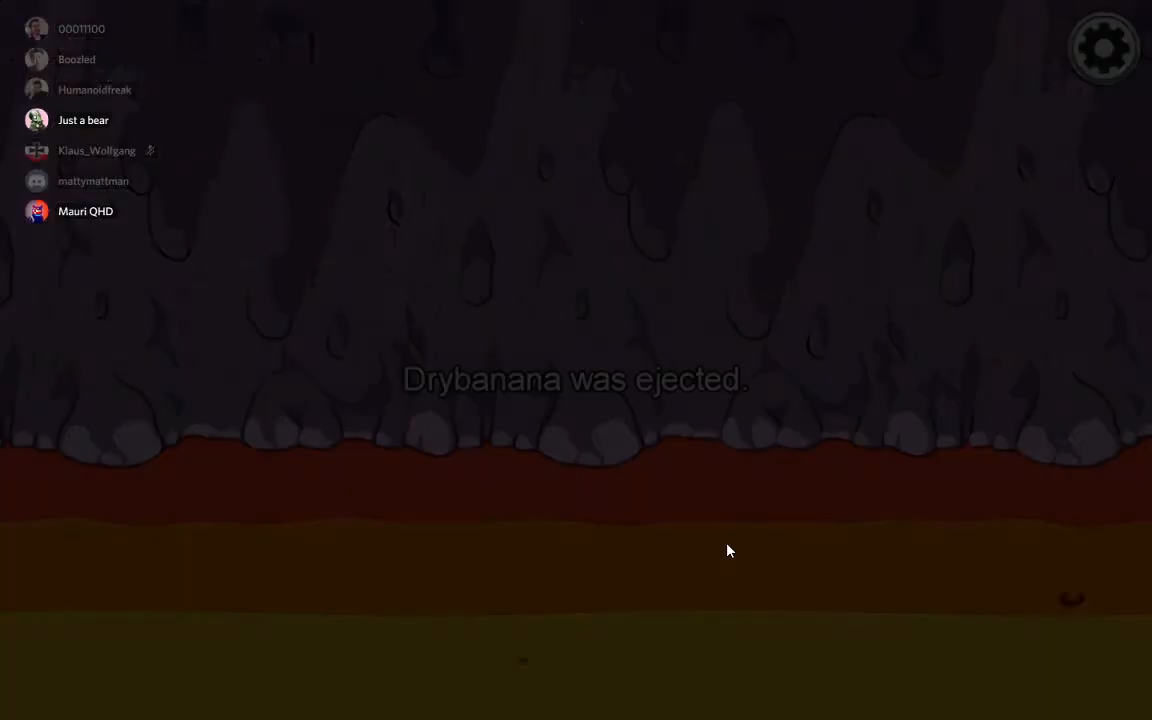 00011100
Boozled
Humanoidfreak
Just a bear
Klaus_Wolfgang
mattymattman
Mauri QHD
Drybanana was ejected.